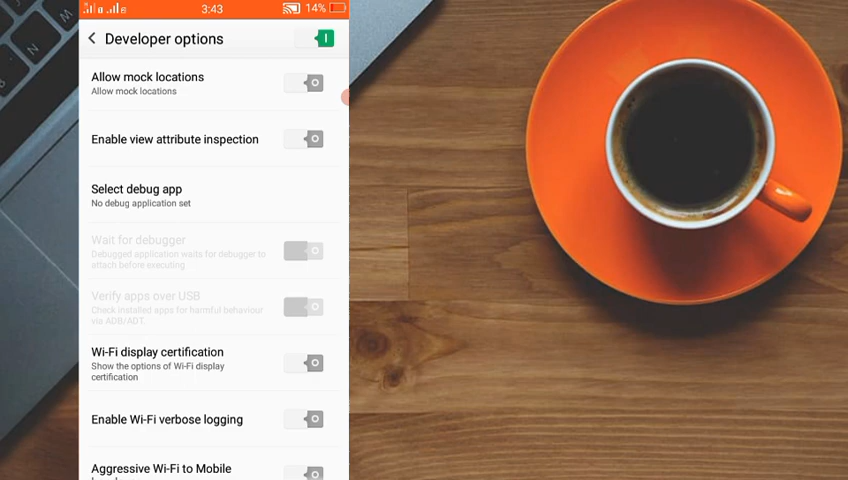 3:43
14%
Developer options
Allow mock locations
Allow mock locations
Enable view attribute inspection
Select debug app
No debug application set
Wait for debugger
Debugged application waits for debugger to
attach before executing
Verify apps over USB
Check installed apps for harmful behaviour
via ADB/ADT.
Wi-Fi display certification
Show the options of Wi-Fi display
certification
Enable Wi-Fi verbose logging
Aggressive Wi-Fi to Mobile